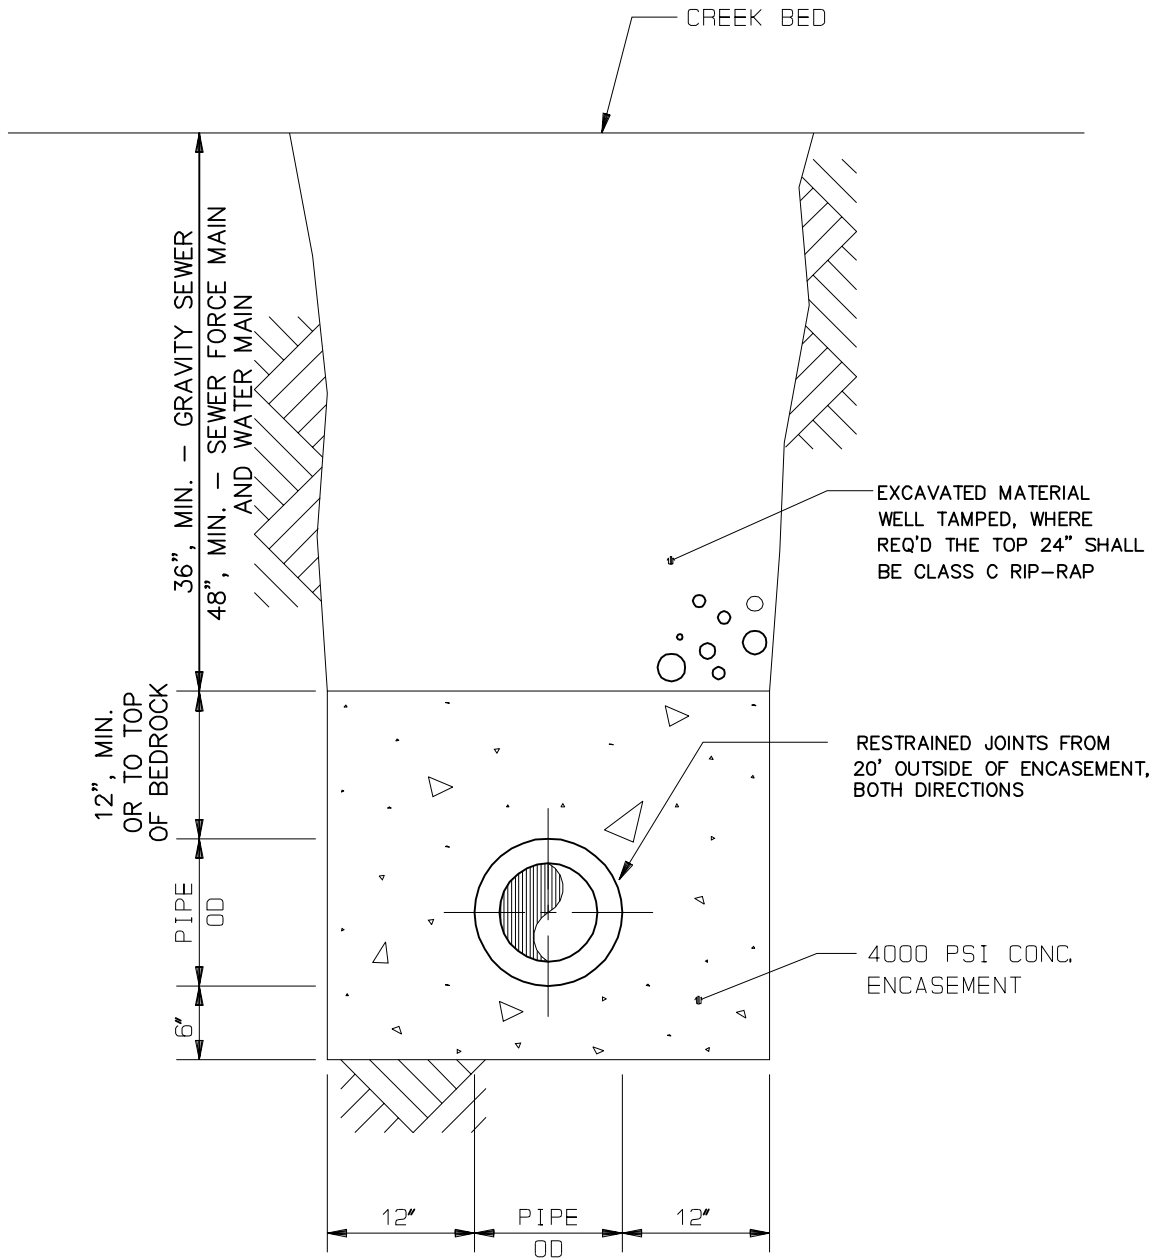 CREEK BED
36", MIN. – GRAVITY SEWER
48", MIN. – SEWER FORCE MAIN
AND WATER MAIN
EXCAVATED MATERIAL
WELL TAMPED, WHERE
REQ'D THE TOP 24" SHALL
BE CLASS C RIP–RAP
12", MIN.
OR TO TOP
OF BEDROCK
RESTRAINED JOINTS FROM
20' OUTSIDE OF ENCASEMENT,
BOTH DIRECTIONS
PIPE
OD
4000 PSI CONC.
ENCASEMENT
6"
12"
PIPE
OD
12"